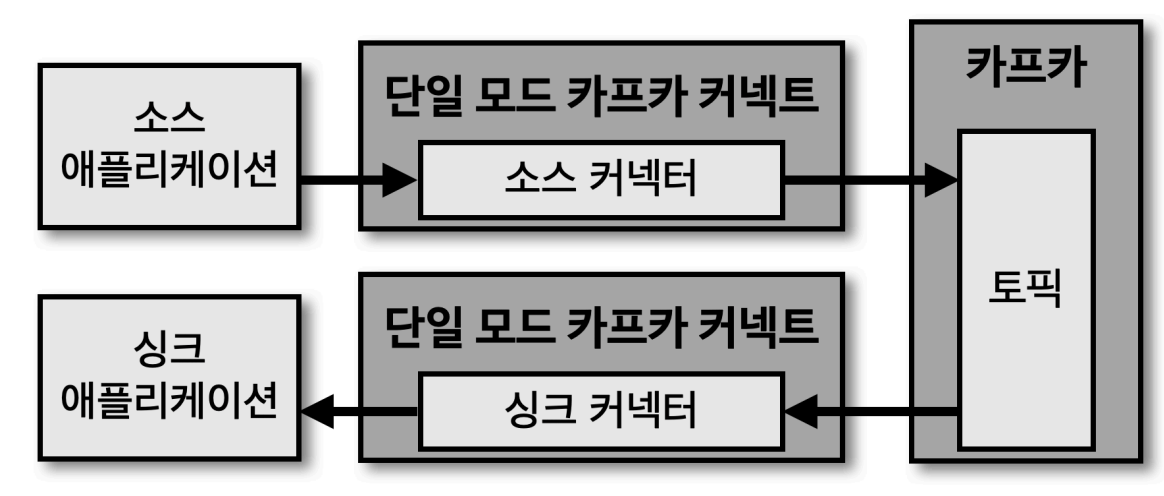 소스
애플리케이션
단일 모드 카프카 커넥트
소스 커넥터
카프카
토픽
싱크
애플리케이션
단일 모드 카프카 커넥트
싱크 커넥터